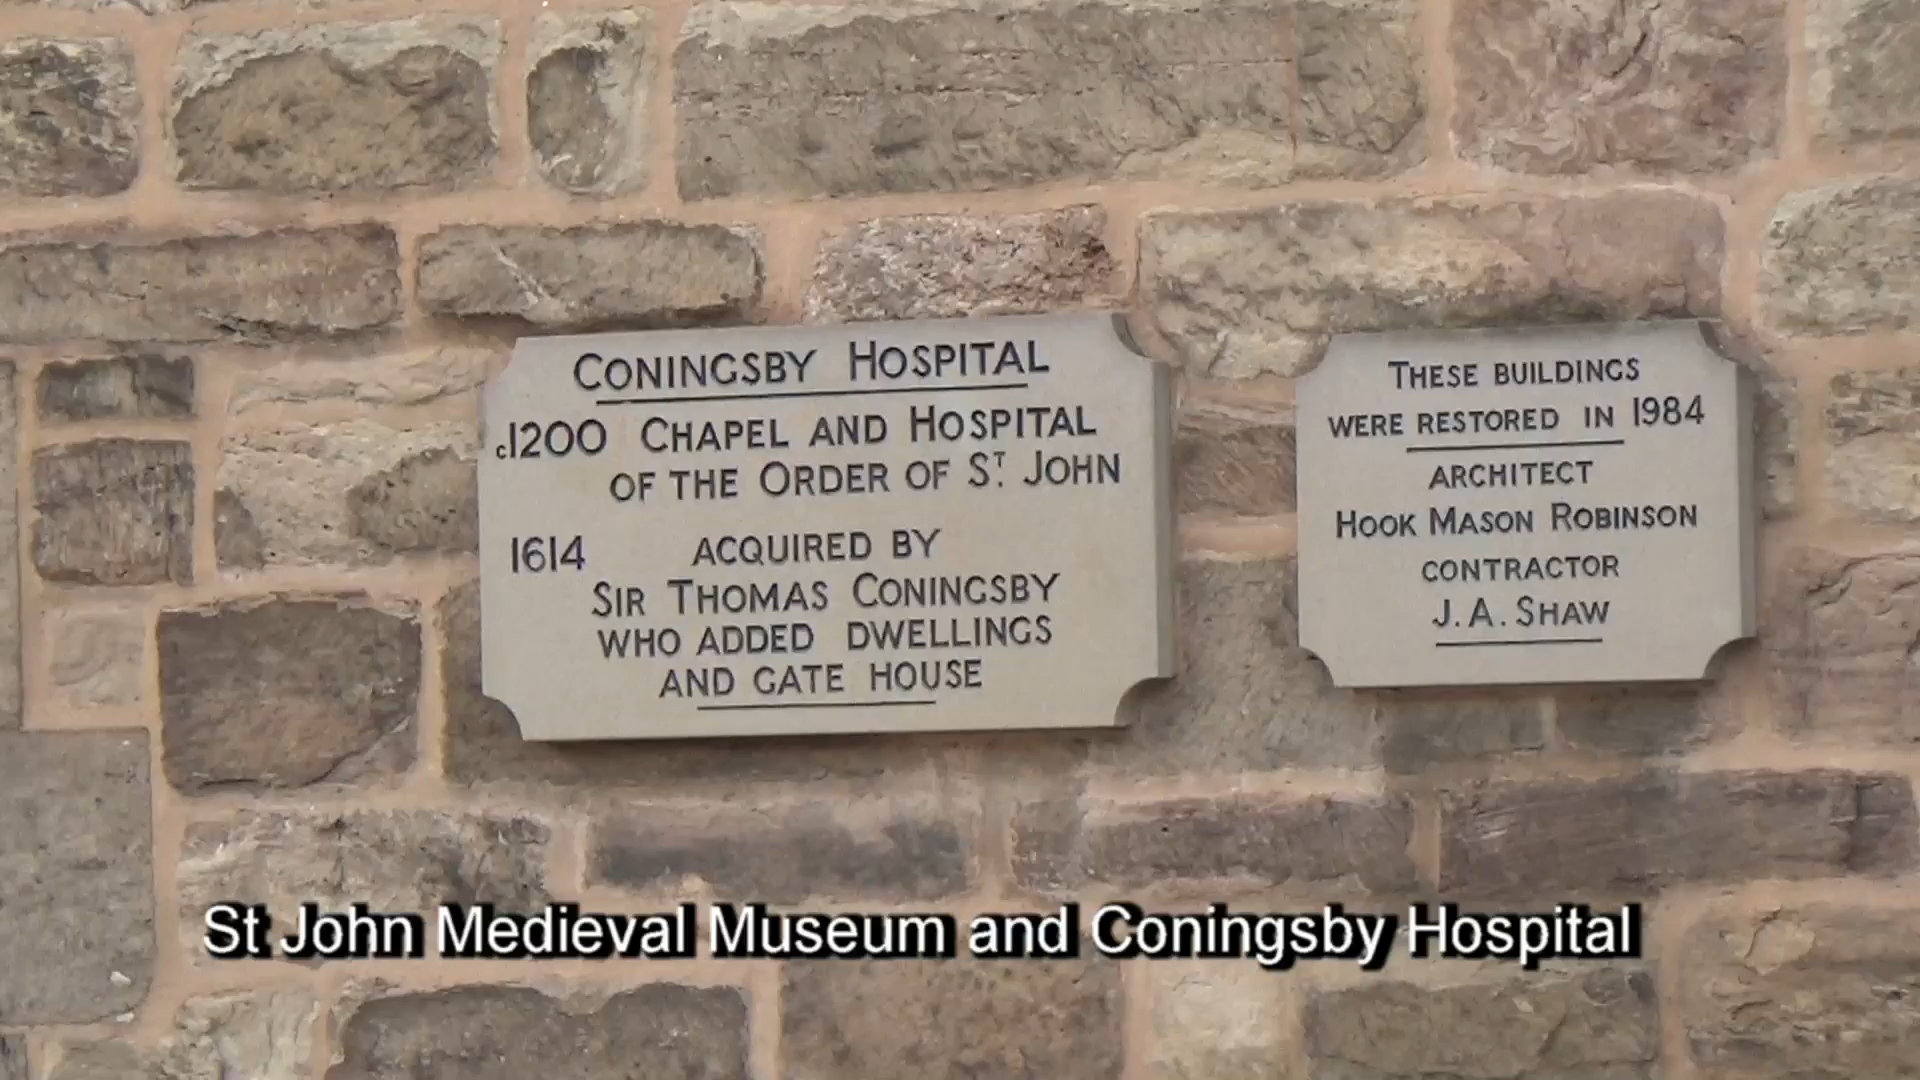 CONINGSBY HOSPITAL
c1200 CHAPEL AND HOSPITAL
OF THE ORDER OF ST. JOHN
1614 ACQUIRED BY
SIR THOMAS CONINGSBY
WHO ADDED DWELLINGS
AND GATE HOUSE
THESE BUILDINGS
WERE RESTORED IN 1984
ARCHITECT
HOOK MASON ROBINSON
CONTRACTOR
J. A. SHAW
St John Medieval Museum and Coningsby Hospital